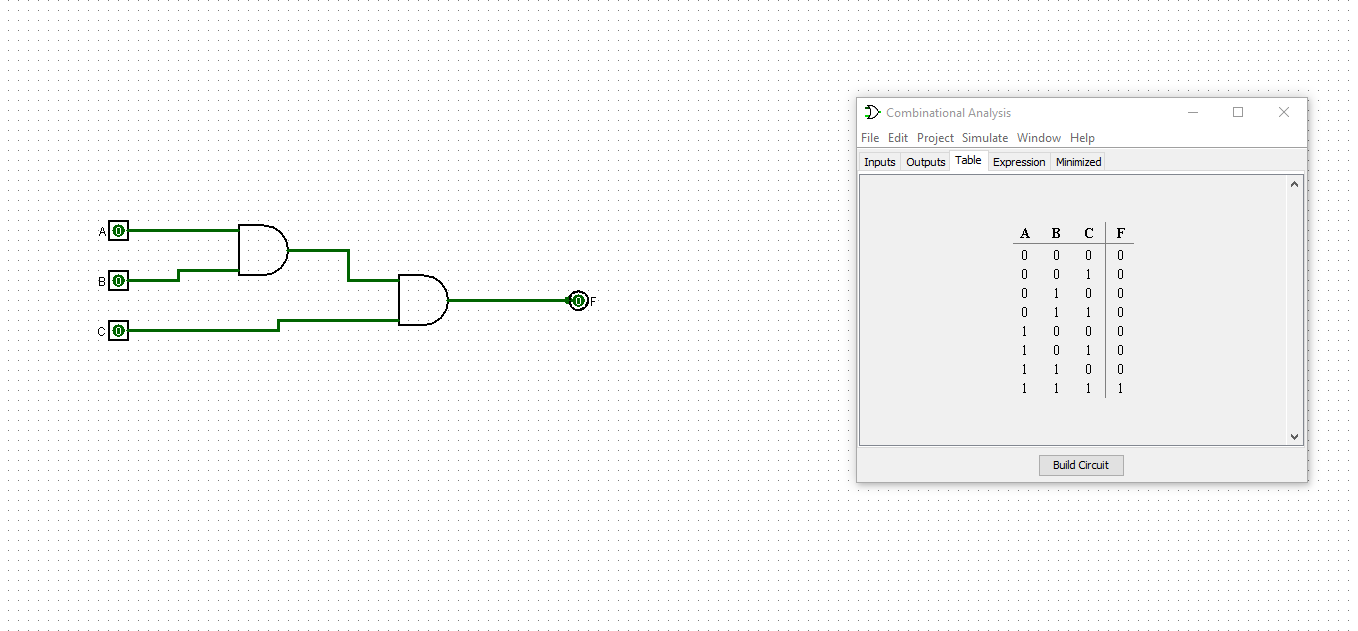 A 0
B 0
C 0
0 F
Combinational Analysis
File Edit Project Simulate Window Help
Inputs Outputs Table Expression Minimized
A B C F
0 0 0 0
0 0 1 0
0 1 0 0
0 1 1 0
1 0 0 0
1 0 1 0
1 1 0 0
1 1 1 1
Build Circuit